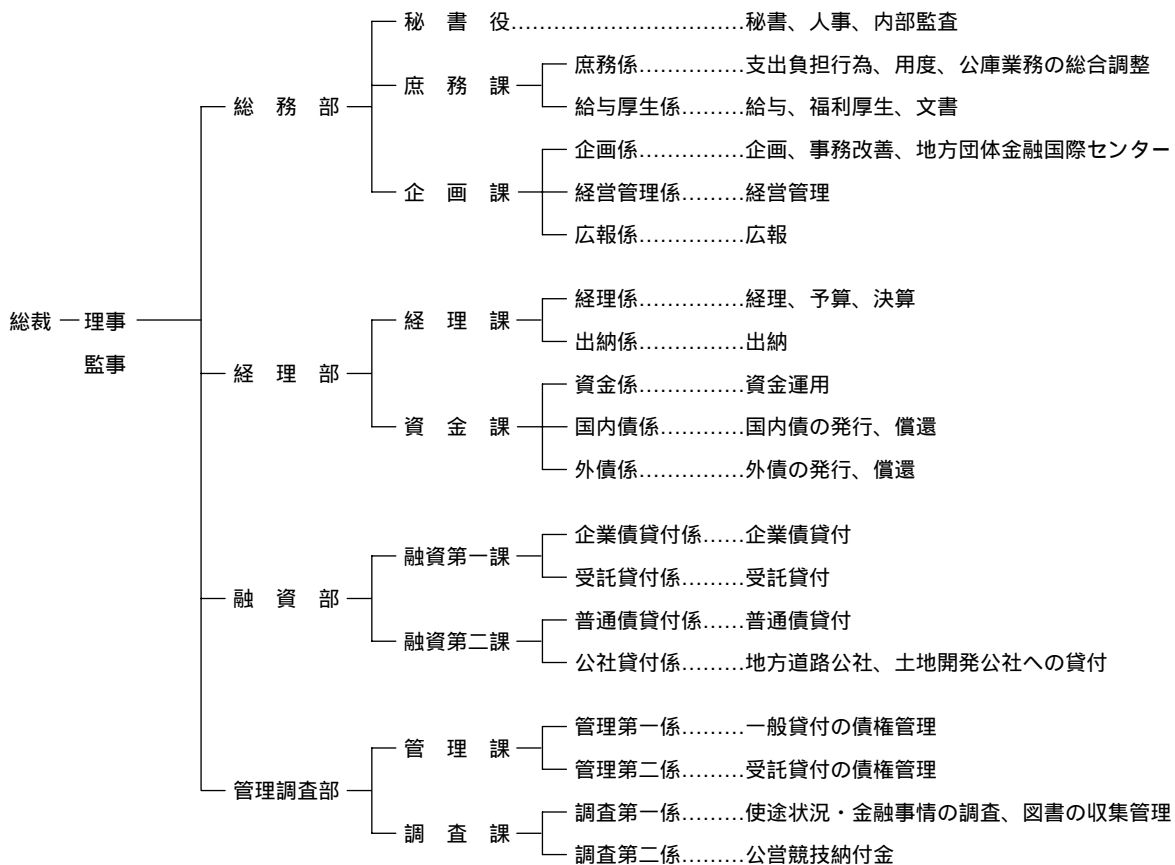 秘書役…………………………秘書、人事、内部監査
庶務係……………支出負担行為、用度、公庫業務の総合調整
庶務課
総務部
給与厚生係………給与、福利厚生、文書
企画係……………企画、事務改善、地方団体金融国際センター
企画課
経営管理係………経営管理
広報係……………広報
経理係……………経理、予算、決算
総裁 理事
経理課
出納係……………出納
監事
経理部
資金係……………資金運用
資金課
国内債係…………国内債の発行、償還
外債係……………外債の発行、償還
企業債貸付係……企業債貸付
融資第一課
受託貸付係………受託貸付
融資部
普通債貸付係……普通債貸付
融資第二課
公社貸付係………地方道路公社、土地開発公社への貸付
管理第一係………一般貸付の債権管理
管理課
管理第二係………受託貸付の債権管理
管理調査部
調査第一係………使途状況・金融事情の調査、図書の収集管理
調査課
調査第二係………公営競技納付金